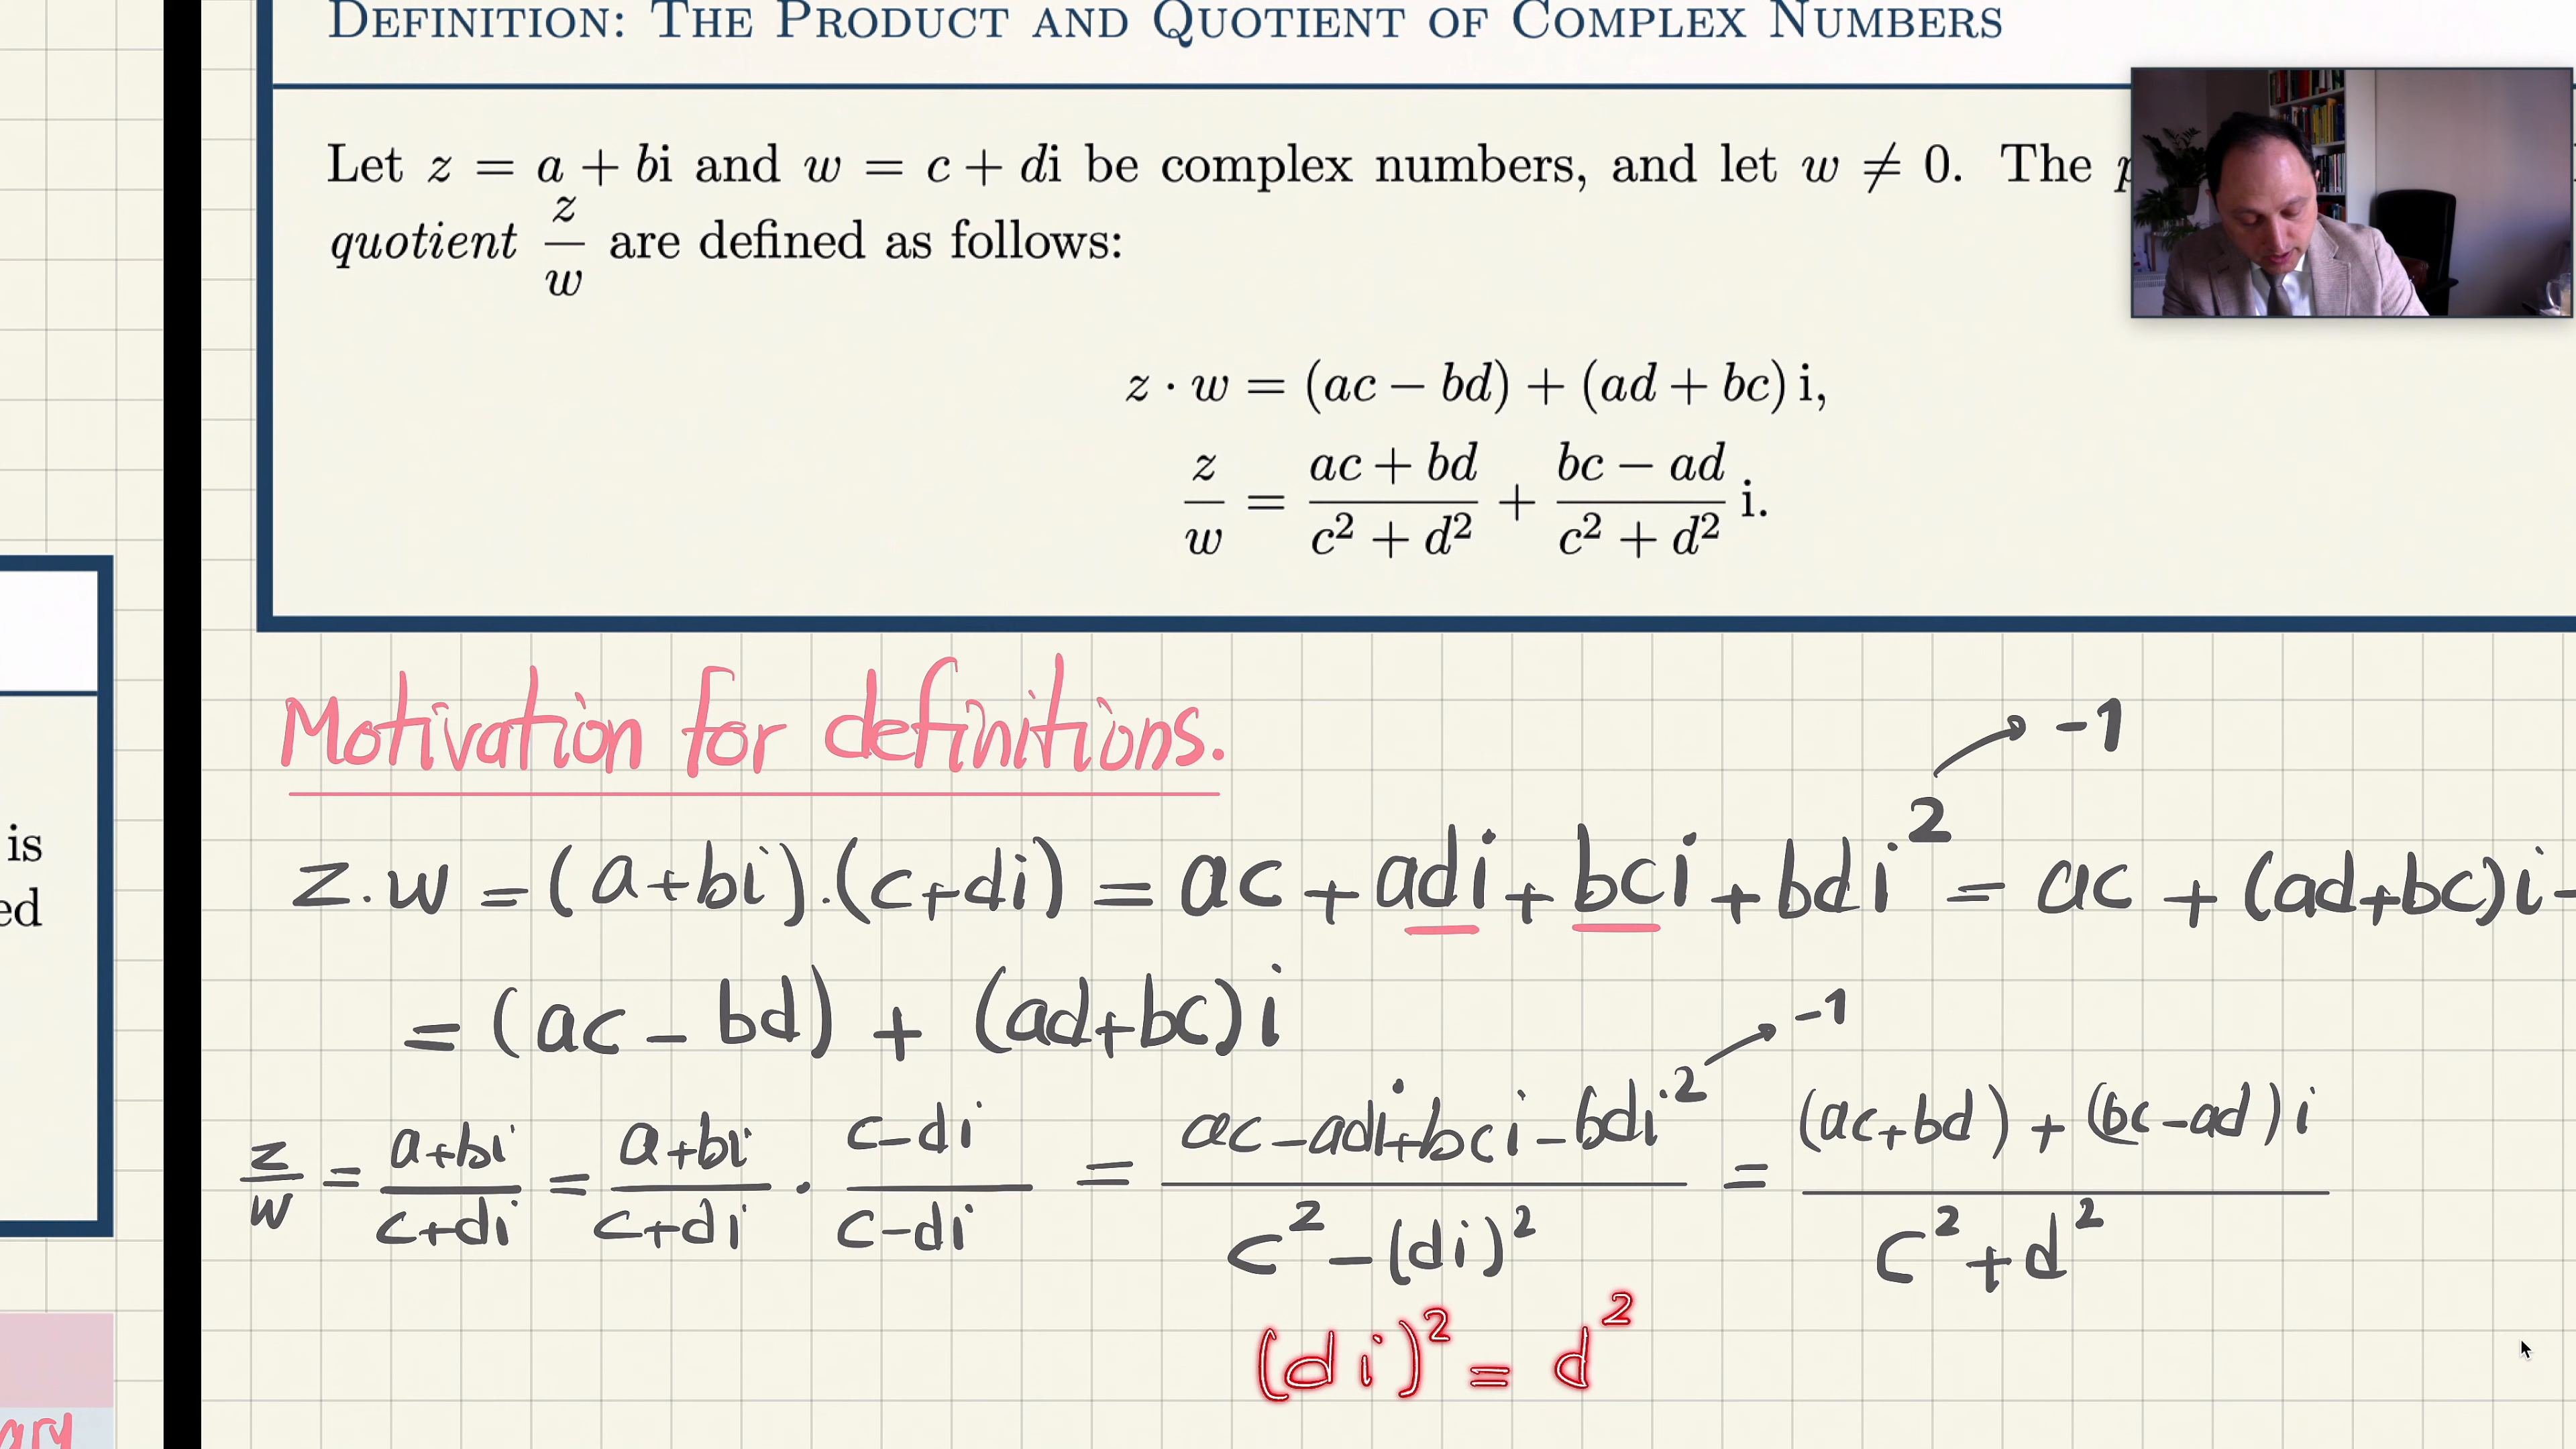 DEFINITION: THE PRODUCT AND QUOTIENT OF COMPLEX NUMBERS
Let z = a + bi and w = c + di be complex numbers, and let w ≠ 0. The
quotient z/w are defined as follows:
z · w = (ac − bd) + (ad + bc) i,
z/w = (ac + bd)/(c² + d²) + (bc − ad)/(c² + d²) i.
is
ed
Motivation for definitions.
-1
z.w = (a+bi).(c+di) = ac + adi + bci + bdi² = ac + (ad+bc)i -
= (ac - bd) + (ad+bc)i
-1
z/w = (a+bi)/(c+di) = (a+bi)/(c+di) · (c-di)/(c-di) = (ac-adi+bci-bdi²)/(c²-(di)²) = ((ac+bd)+(bc-ad)i)/(c²+d²)
(di)² = d²
ary